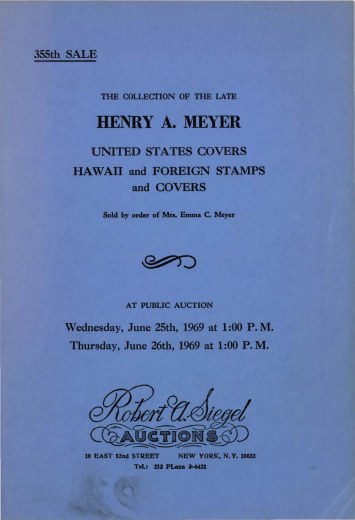 355th SALE
THE COLLECTION OF THE LATE
HENRY A. MEYER
UNITED STATES COVERS
HAWAII and FOREIGN STAMPS
and COVERS
Sold by order of Mrs. Emma C. Meyer
AT PUBLIC AUCTION
Wednesday, June 25th, 1969 at 1:00 P. M.
Thursday, June 26th, 1969 at 1:00 P. M.
Robert A. Siegel
AUCTIONS
10 EAST 52nd STREET NEW YORK, N. Y. 10022
Tel.: 212 PLaza 3-6421